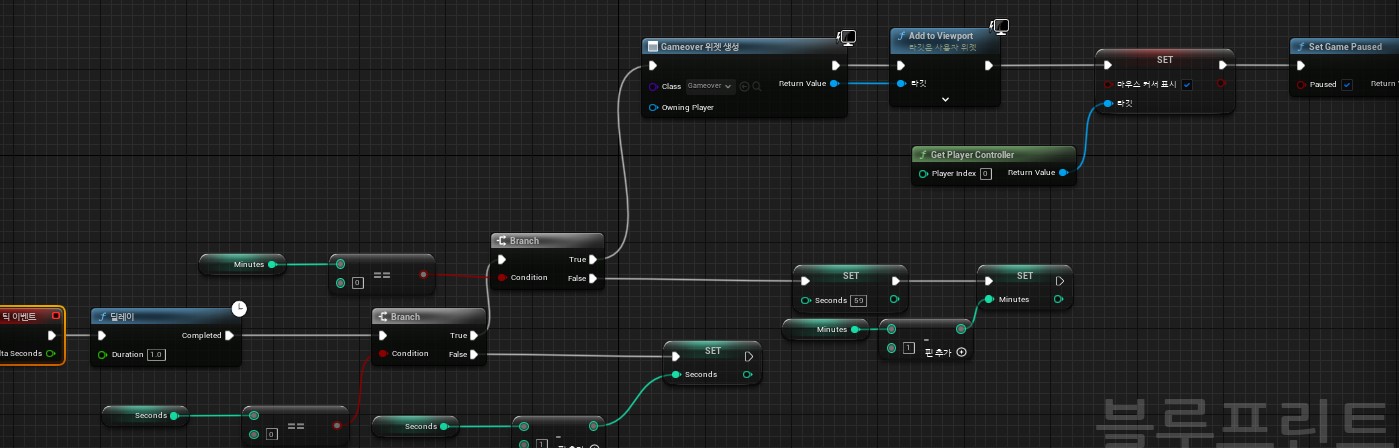 Gameover 위젯 생성
Class
Gameover
Return Value
Owning Player
Add to Viewport
타깃은 사용자 위젯
타깃
SET
마우스 커서 표시
타깃
Set Game Paused
Paused
Return
Get Player Controller
Player Index 0
Return Value
Branch
True
Condition
False
Minutes
==
0
SET
Seconds 59
SET
Minutes
Minutes
-
1
핀 추가
틱 이벤트
lta Seconds
딜레이
Completed
Duration 1.0
Branch
True
Condition
False
SET
Seconds
Seconds
==
0
Seconds
-
1
핀 추가
블루프린트